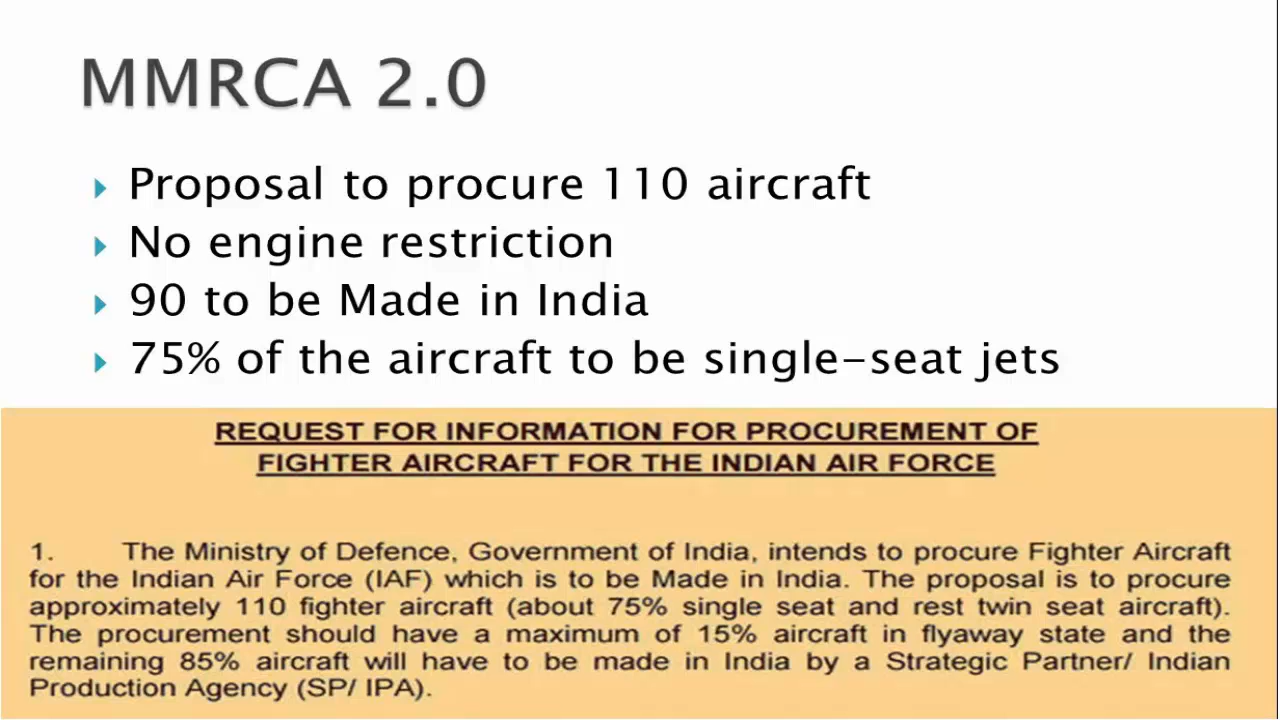 MMRCA 2.0
Proposal to procure 110 aircraft
No engine restriction
90 to be Made in India
75% of the aircraft to be single-seat jets
REQUEST FOR INFORMATION FOR PROCUREMENT OF
FIGHTER AIRCRAFT FOR THE INDIAN AIR FORCE
1. The Ministry of Defence, Government of India, intends to procure Fighter Aircraft
for the Indian Air Force (IAF) which is to be Made in India. The proposal is to procure
approximately 110 fighter aircraft (about 75% single seat and rest twin seat aircraft).
The procurement should have a maximum of 15% aircraft in flyaway state and the
remaining 85% aircraft will have to be made in India by a Strategic Partner/ Indian
Production Agency (SP/ IPA).